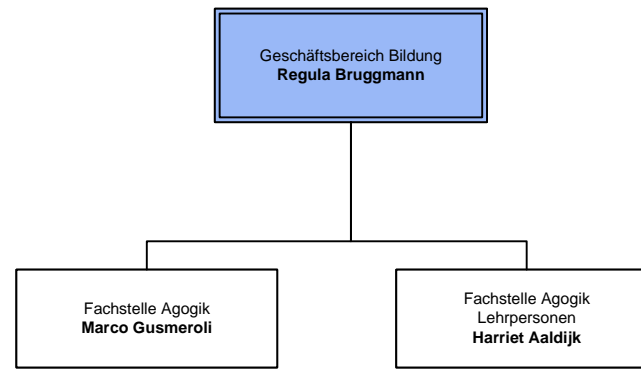 Geschäftsbereich Bildung
Regula Bruggmann
Fachstelle Agogik
Marco Gusmeroli
Fachstelle Agogik
Lehrpersonen
Harriet Aaldijk